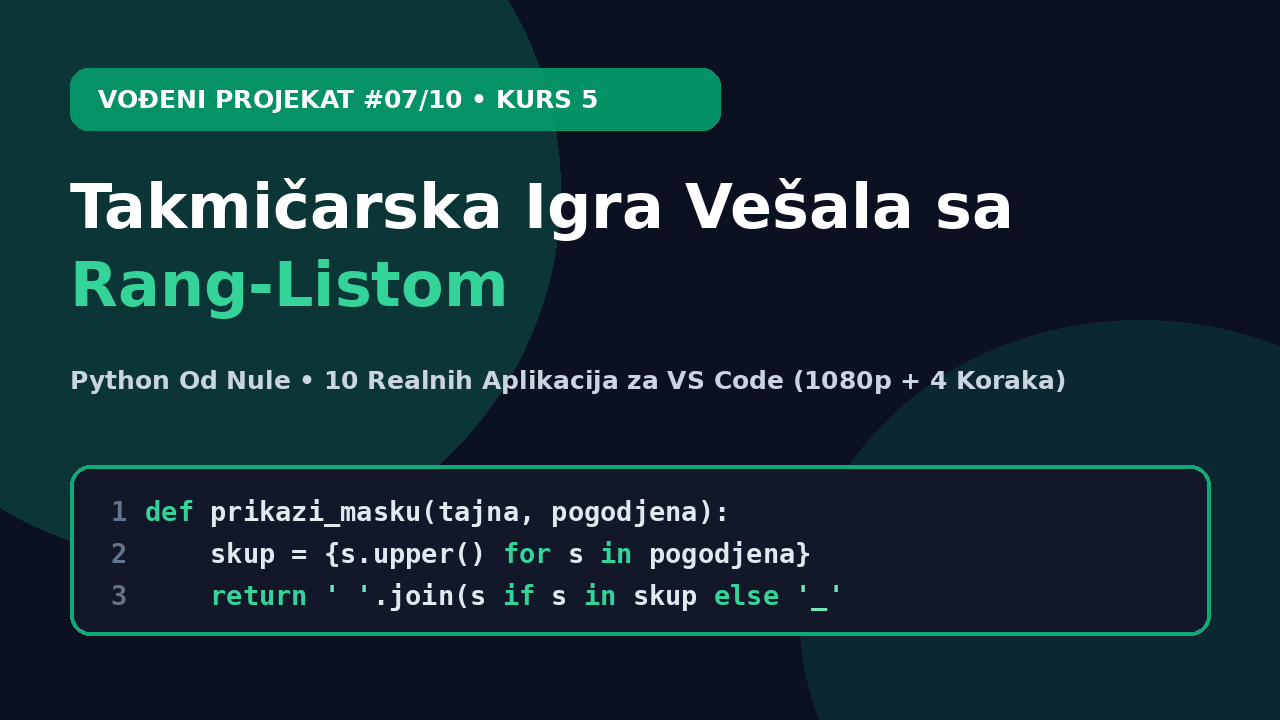 VOĐENI PROJEKAT #07/10 • KURS 5
Takmičarska Igra Vešala sa
Rang-Listom
Python Od Nule • 10 Realnih Aplikacija za VS Code (1080p + 4 Koraka)
1 def prikazi_masku(tajna, pogodjena):
2     skup = {s.upper() for s in pogodjena}
3     return ' '.join(s if s in skup else '_'